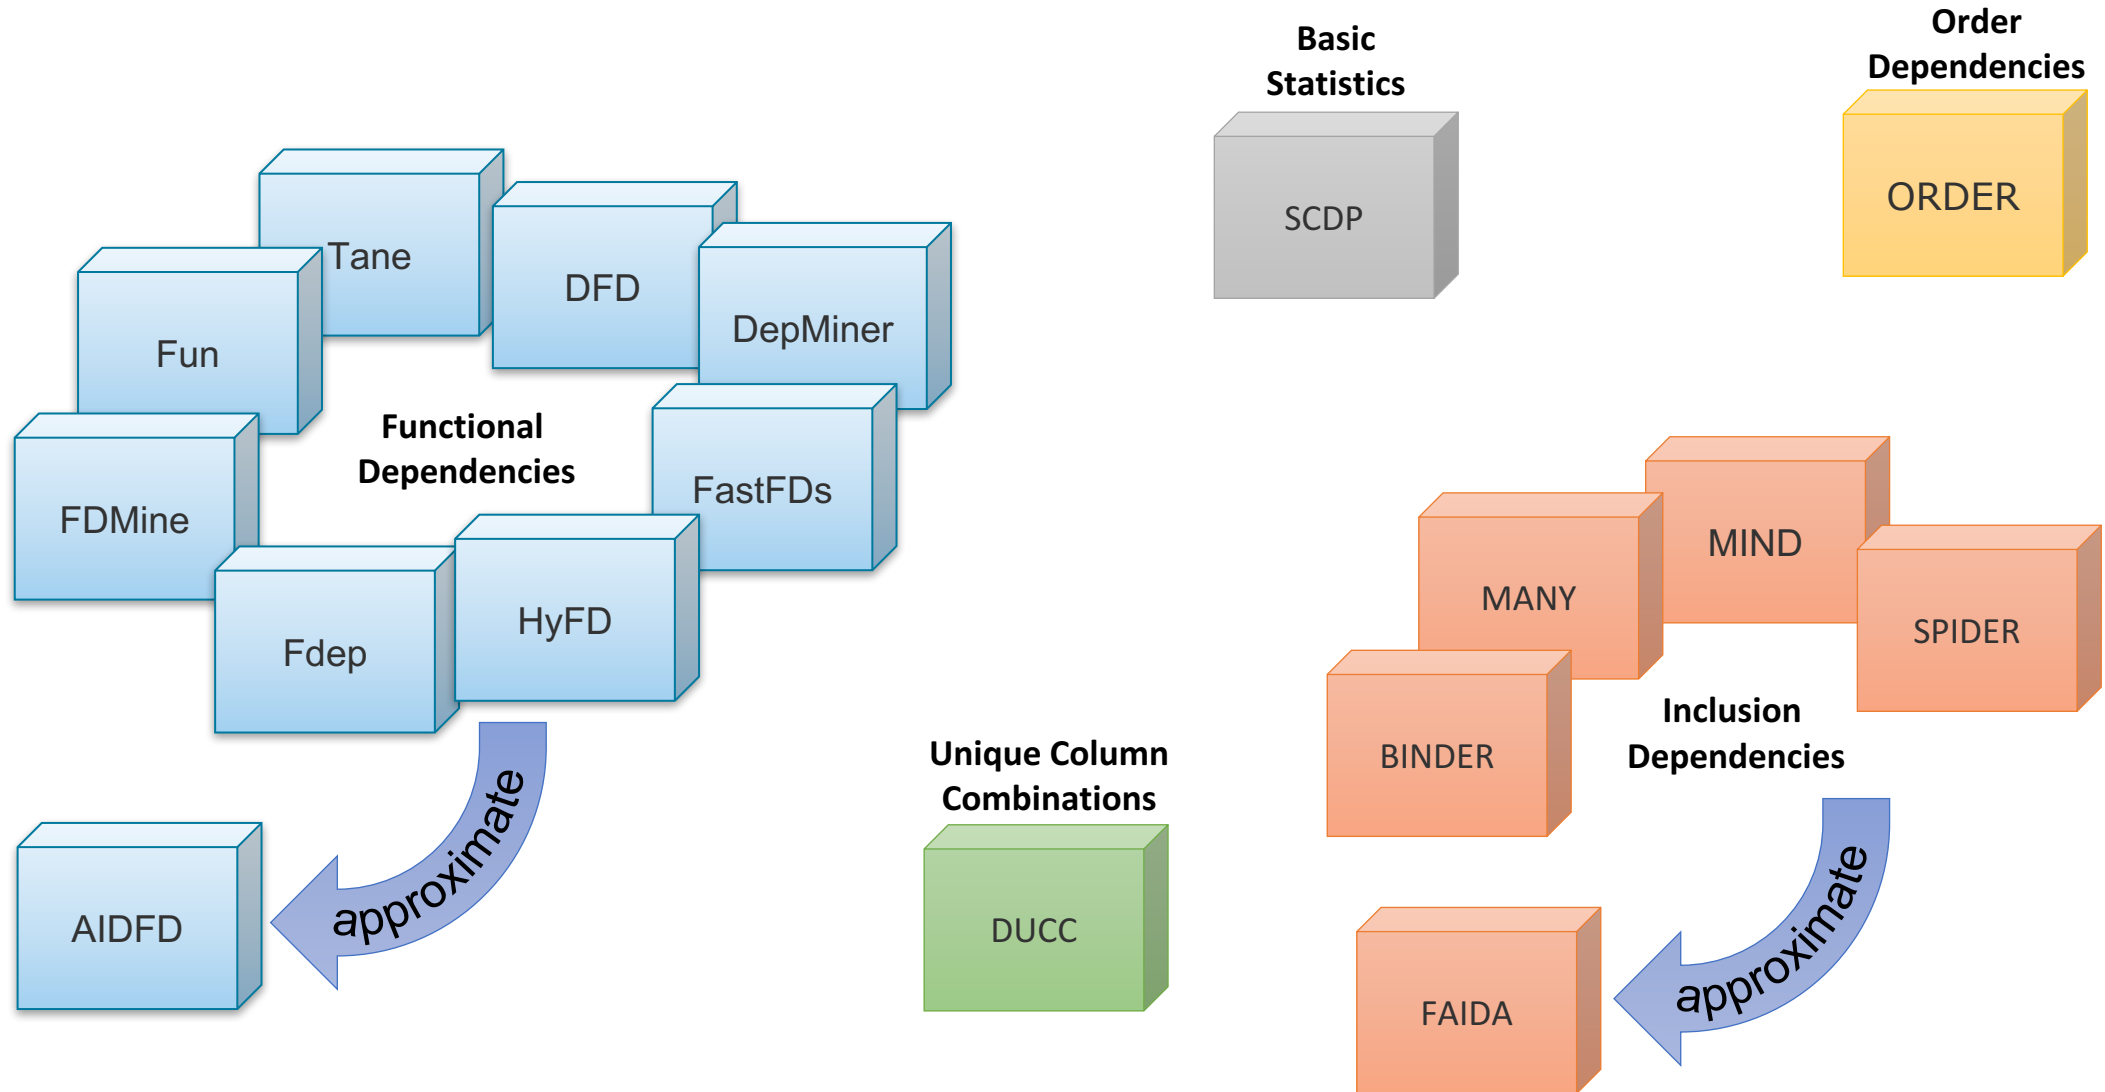 Basic
Statistics
SCDP
Order
Dependencies
ORDER
Tane
DFD
DepMiner
Fun
Functional
Dependencies
FastFDs
FDMine
HyFD
Fdep
approximate
AIDFD
Unique Column
Combinations
DUCC
MIND
MANY
SPIDER
BINDER
Inclusion
Dependencies
approximate
FAIDA